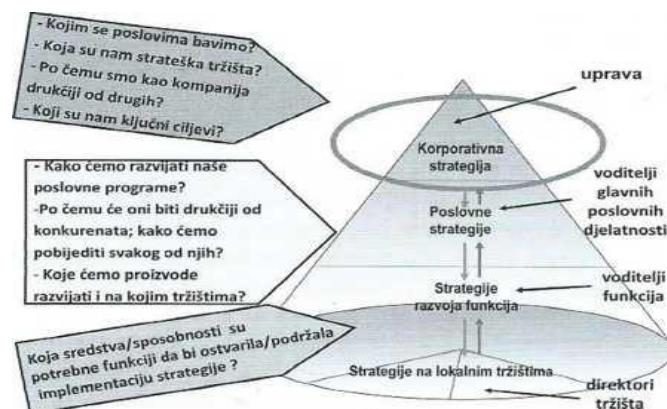 - Kojim se poslovima bavimo?
- Koja su nam strateška tržišta?
- Po čemu smo kao kompanija
drukčiji od drugih?
- Koji su nam ključni ciljevi?
- Kako ćemo razvijati naše
poslovne programe?
-Po čemu će oni biti drukčiji od
konkurenata; kako ćemo
pobijediti svakog od njih?
- Koje ćemo proizvode
razvijati i na kojim tržištima?
Koja sredstva/sposobnosti su
potrebne funkciji da bi ostvarila/podržala
implementaciju strategije ?
uprava
Korporativna
strategija
voditelji
glavnih
poslovnih
djelatnosti
Poslovne
strategije
voditelji
funkcija
Strategije
razvoja funkcija
Strategije na lokalnim tržištima
direktori
tržišta